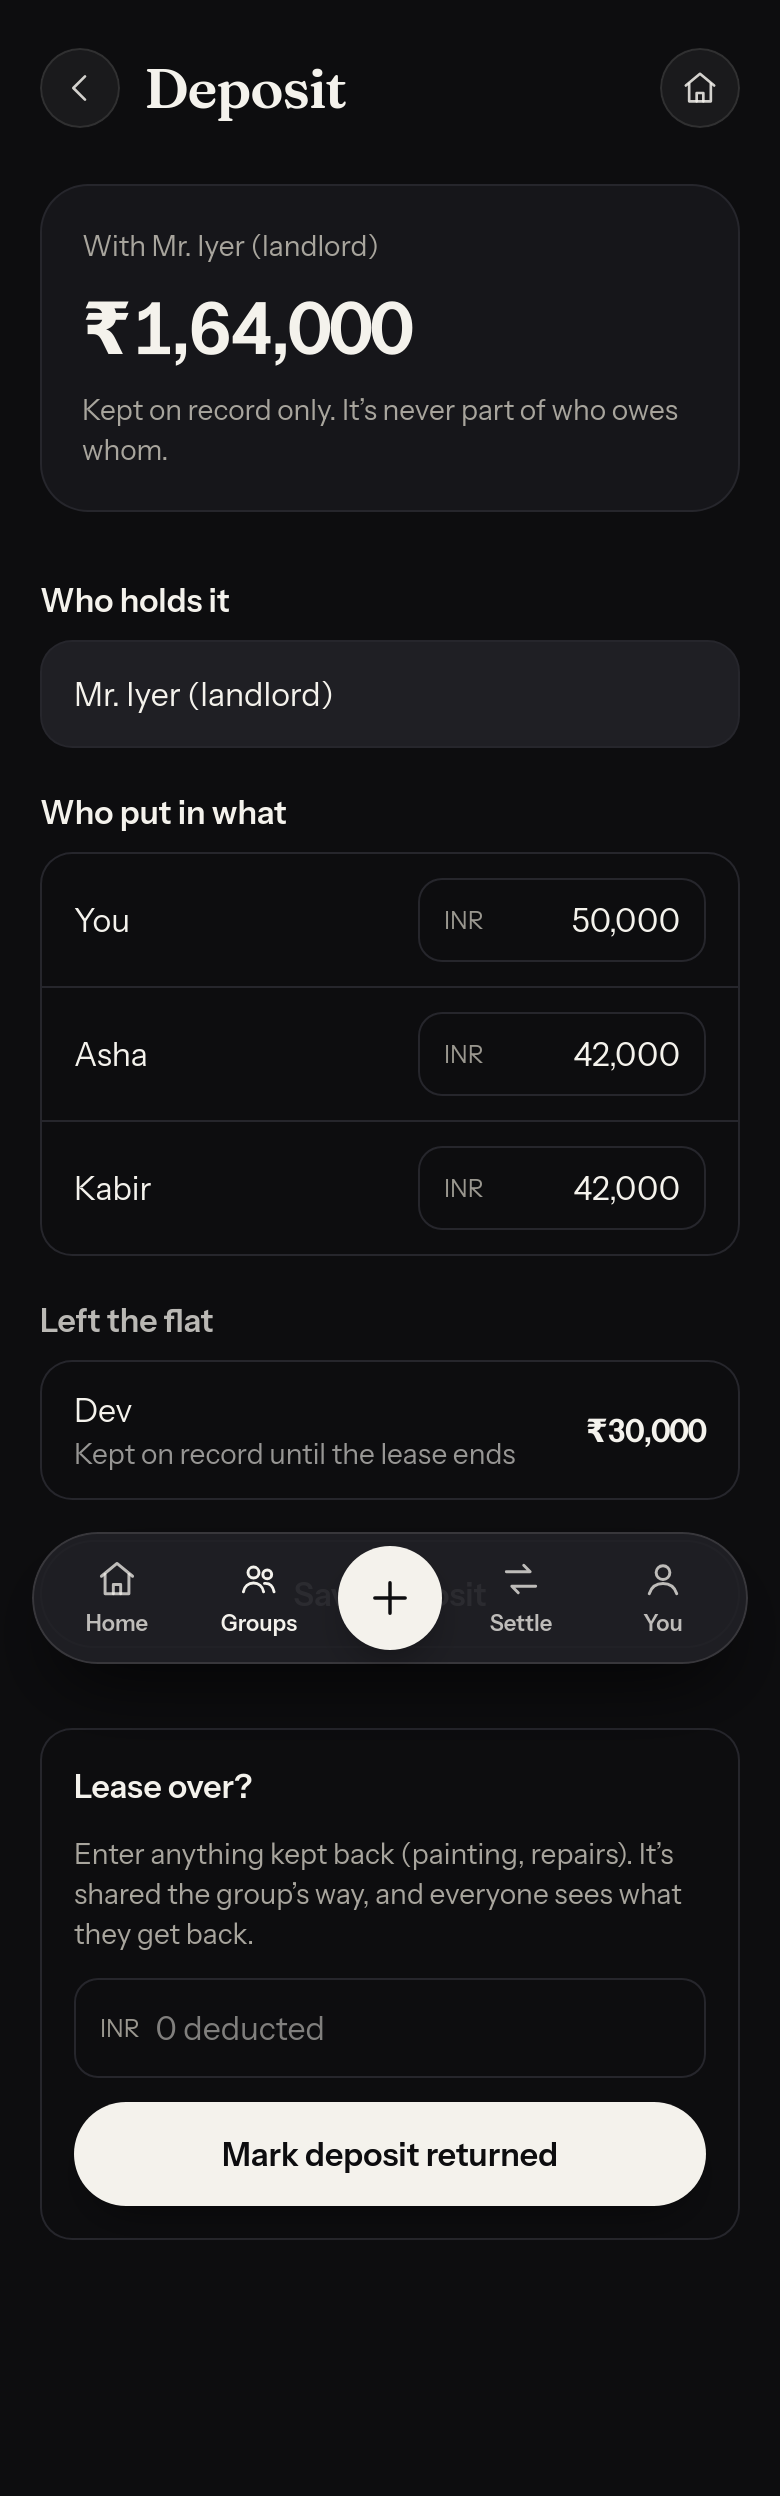 Deposit
With Mr. Iyer (landlord)
₹1,64,000
Kept on record only. It’s never part of who owes
whom.
Who holds it
Mr. Iyer (landlord)
Who put in what
You
INR
50,000
Asha
INR
42,000
Kabir
INR
42,000
Left the flat
Dev
Kept on record until the lease ends
₹30,000
Home
Groups
Settle
You
Lease over?
Enter anything kept back (painting, repairs). It’s
shared the group’s way, and everyone sees what
they get back.
INR 0 deducted
Mark deposit returned